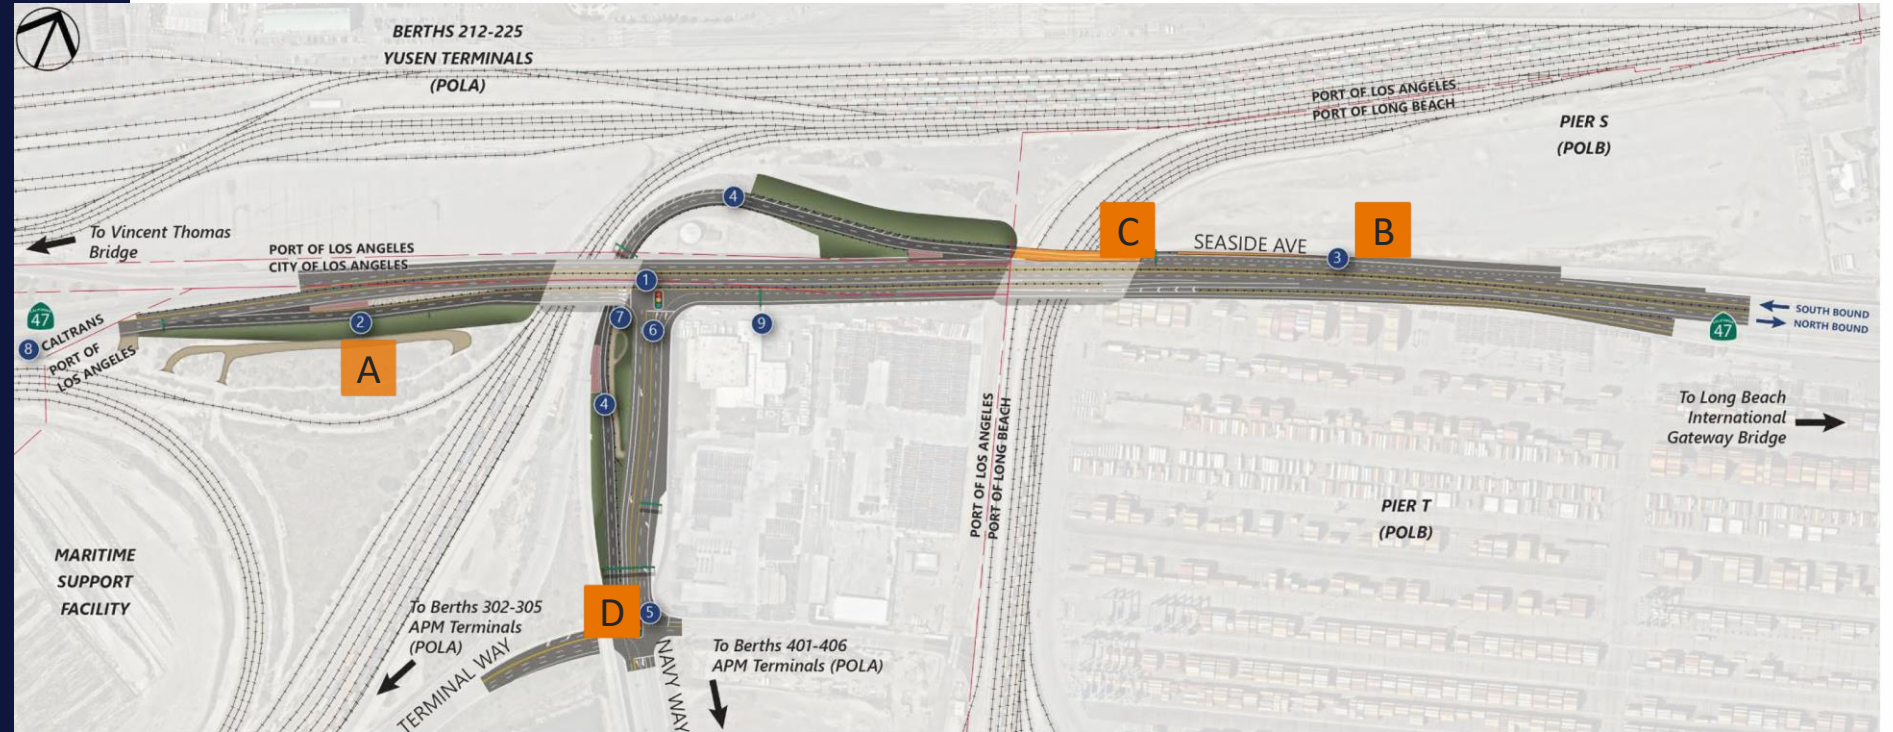 BERTHS 212-225
YUSEN TERMINALS
(POLA)
PORT OF LOS ANGELES
PORT OF LONG BEACH
PIER S
(POLB)
4
To Vincent Thomas
Bridge
PORT OF LOS ANGELES
CITY OF LOS ANGELES
C
SEASIDE AVE
B
3
1
2
7
6
9
47
8
CALTRANS
PORT OF
LOS ANGELES
A
SOUTH BOUND
NORTH BOUND
47
4
PORT OF LOS ANGELES
PORT OF LONG BEACH
To Long Beach
International
Gateway Bridge
PIER T
(POLB)
MARITIME
SUPPORT
FACILITY
To Berths 302-305
APM Terminals
(POLA)
D
5
TERMINAL WAY
NAVY WAY
To Berths 401-406
APM Terminals (POLA)